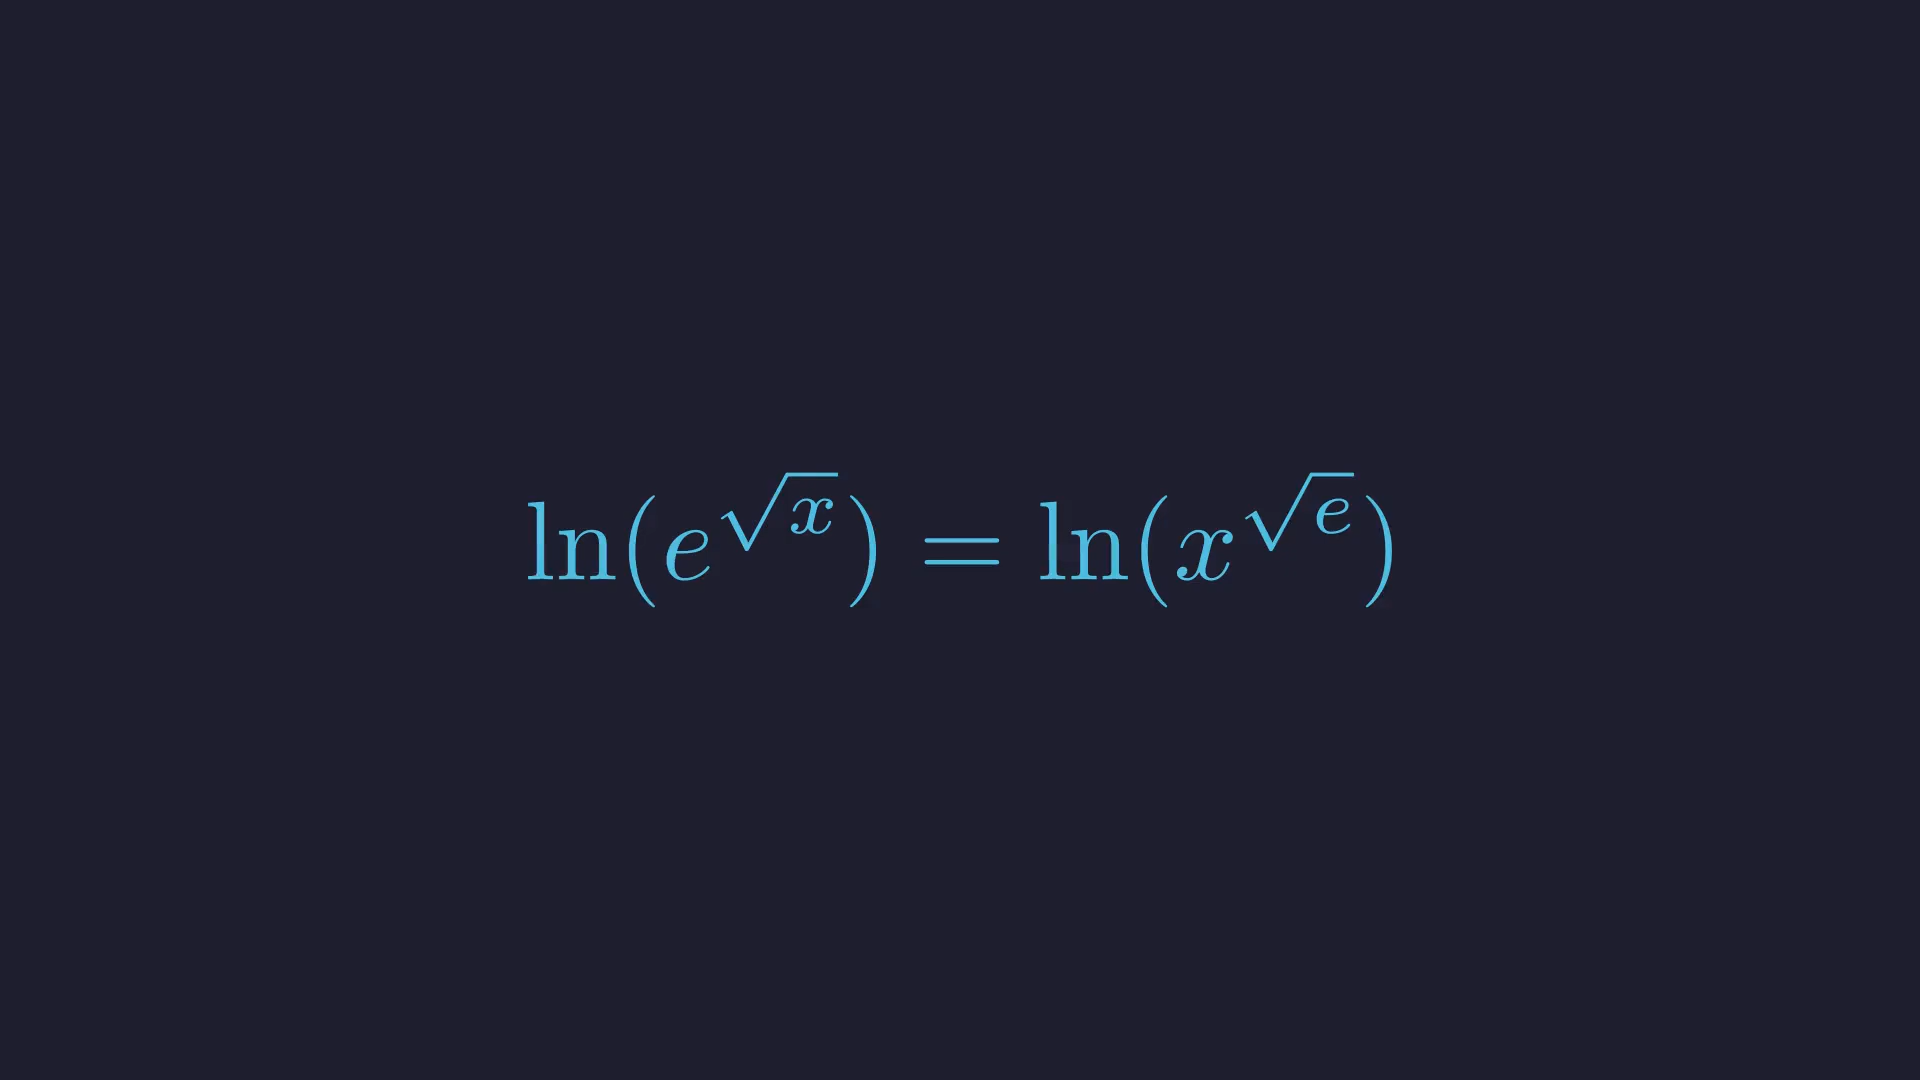 ln(e^{√x}) = ln(x^{√e})